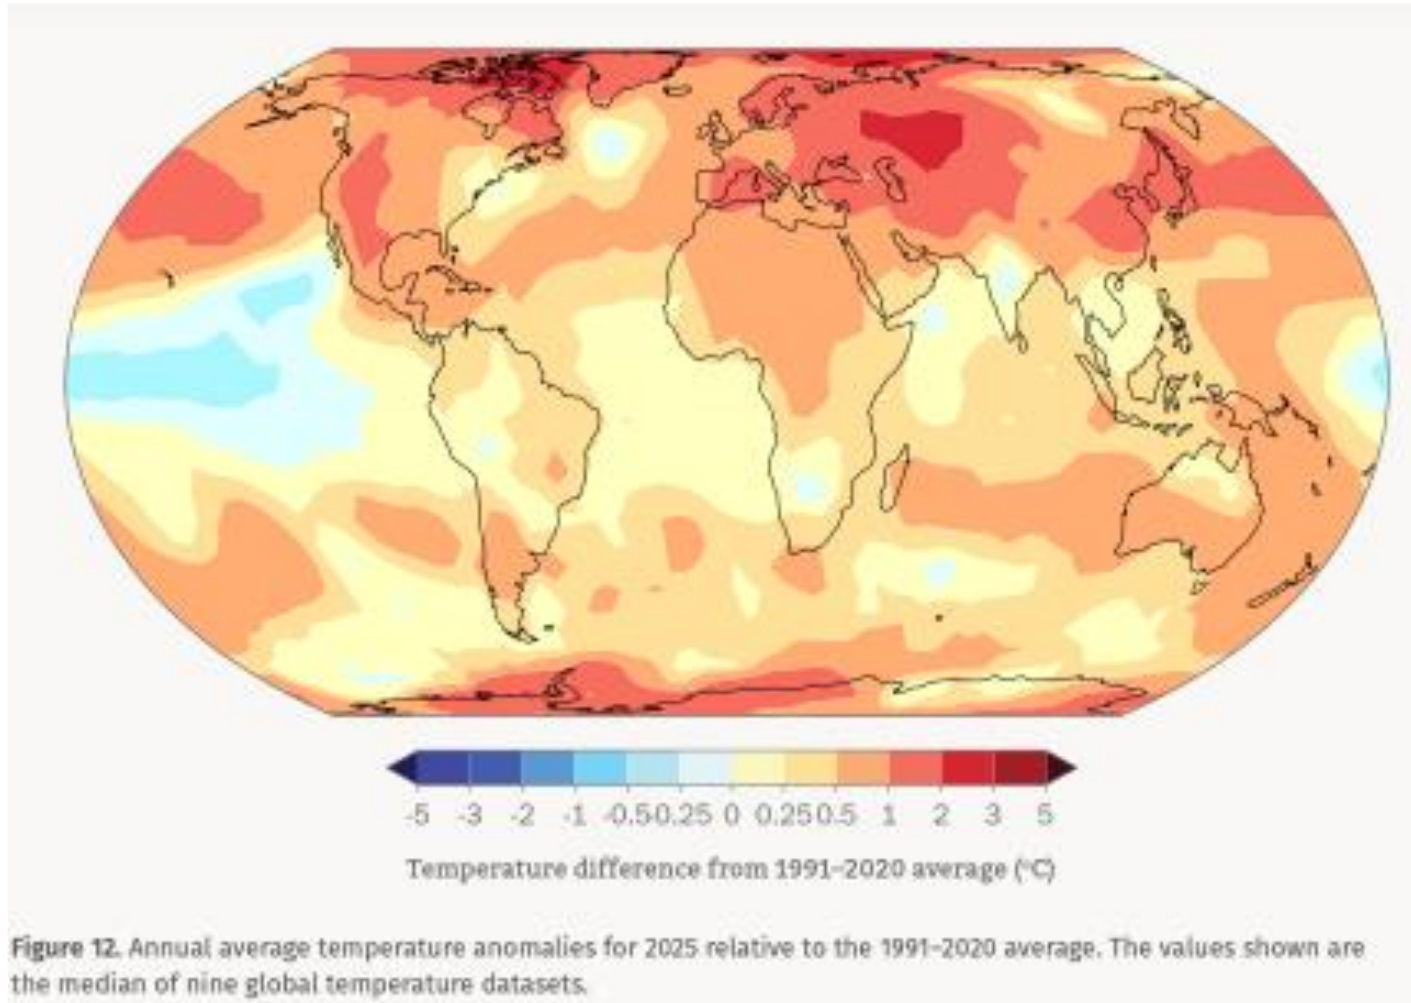 -5 -3 -2 -1 -0.5 0.25 0 0.25 0.5 1 2 3 5
Temperature difference from 1991–2020 average (°C)
Figure 12. Annual average temperature anomalies for 2025 relative to the 1991–2020 average. The values shown are
the median of nine global temperature datasets.